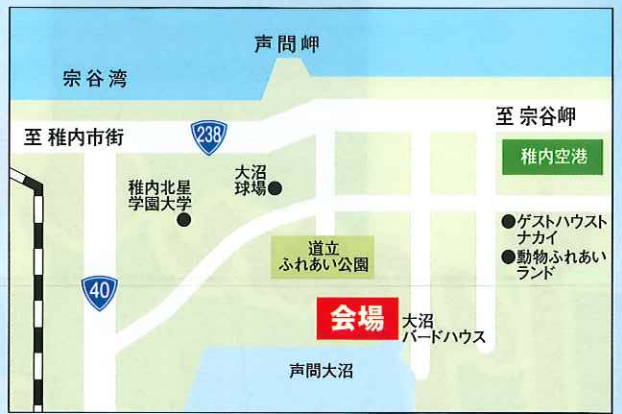 声問岬
宗谷湾
至 宗谷岬
至 稚内市街
238
稚内空港
大沼
球場
稚内北星
学園大学
ゲストハウスト
ナカイ
動物ふれあい
ランド
道立
ふれあい公園
40
会場
大沼
バードハウス
声問大沼